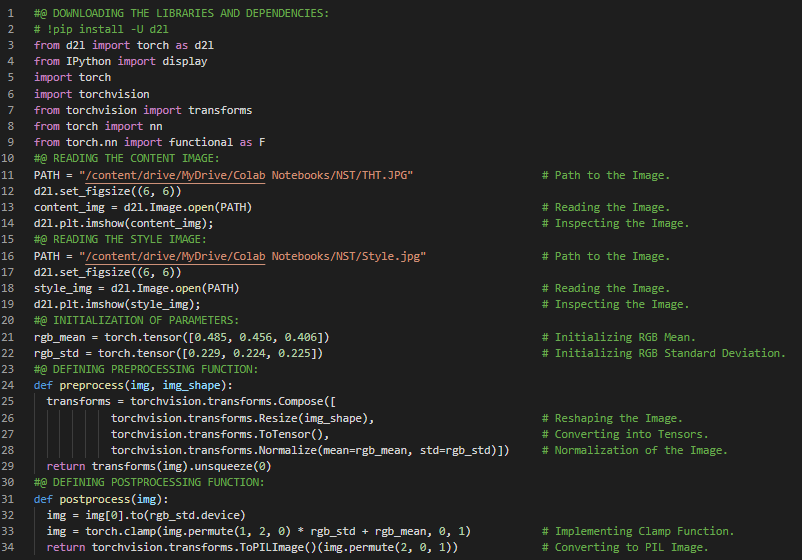 1 #@ DOWNLOADING THE LIBRARIES AND DEPENDENCIES:
2 # !pip install -U d2l
3 from d2l import torch as d2l
4 from IPython import display
5 import torch
6 import torchvision
7 from torchvision import transforms
8 from torch import nn
9 from torch.nn import functional as F
10 #@ READING THE CONTENT IMAGE:
11 PATH = "/content/drive/MyDrive/Colab Notebooks/NST/THT.JPG" # Path to the Image.
12 d2l.set_figsize((6, 6))
13 content_img = d2l.Image.open(PATH) # Reading the Image.
14 d2l.plt.imshow(content_img); # Inspecting the Image.
15 #@ READING THE STYLE IMAGE:
16 PATH = "/content/drive/MyDrive/Colab Notebooks/NST/Style.jpg" # Path to the Image.
17 d2l.set_figsize((6, 6))
18 style_img = d2l.Image.open(PATH) # Reading the Image.
19 d2l.plt.imshow(style_img); # Inspecting the Image.
20 #@ INITIALIZATION OF PARAMETERS:
21 rgb_mean = torch.tensor([0.485, 0.456, 0.406]) # Initializing RGB Mean.
22 rgb_std = torch.tensor([0.229, 0.224, 0.225]) # Initializing RGB Standard Deviation.
23 #@ DEFINING PREPROCESSING FUNCTION:
24 def preprocess(img, img_shape):
25 transforms = torchvision.transforms.Compose([
26 torchvision.transforms.Resize(img_shape), # Reshaping the Image.
27 torchvision.transforms.ToTensor(), # Converting into Tensors.
28 torchvision.transforms.Normalize(mean=rgb_mean, std=rgb_std)]) # Normalization of the Image.
29 return transforms(img).unsqueeze(0)
30 #@ DEFINING POSTPROCESSING FUNCTION:
31 def postprocess(img):
32 img = img[0].to(rgb_std.device)
33 img = torch.clamp(img.permute(1, 2, 0) * rgb_std + rgb_mean, 0, 1) # Implementing Clamp Function.
34 return torchvision.transforms.ToPILImage()(img.permute(2, 0, 1)) # Converting to PIL Image.